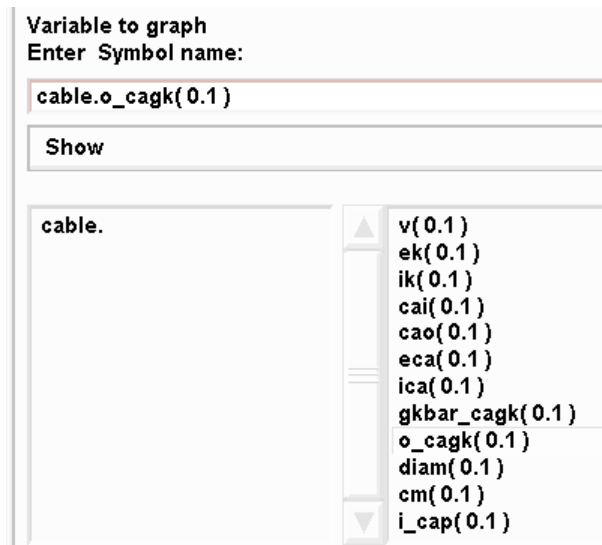 Variable to graph
Enter Symbol name:
cable.o_cagk( 0.1 )
Show
cable.
v( 0.1 )
ek( 0.1 )
ik( 0.1 )
cai( 0.1 )
cao( 0.1 )
eca( 0.1 )
ica( 0.1 )
gkbar_cagk( 0.1 )
o_cagk( 0.1 )
diam( 0.1 )
cm( 0.1 )
i_cap( 0.1 )